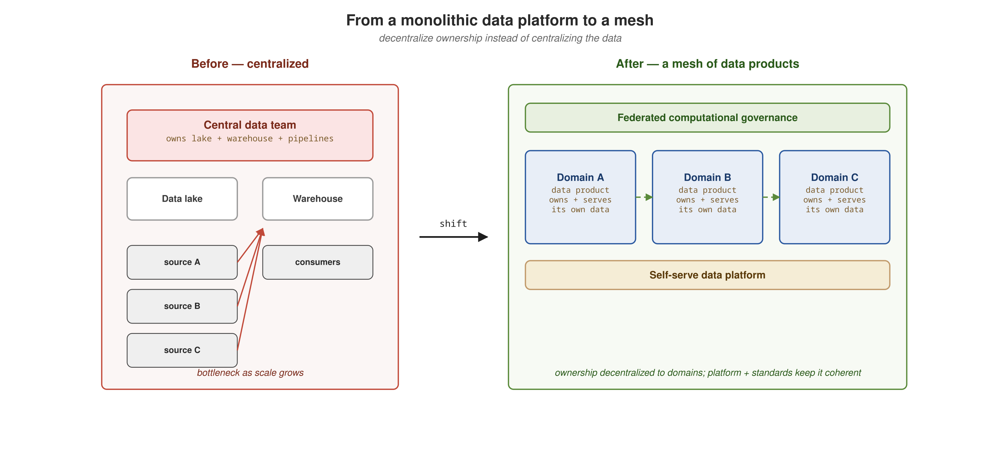 From a monolithic data platform to a mesh
decentralize ownership instead of centralizing the data
Before — centralized
Central data team
owns lake + warehouse + pipelines
Data lake
Warehouse
source A
consumers
source B
source C
bottleneck as scale grows
shift
After — a mesh of data products
Federated computational governance
Domain A
data product
owns + serves
its own data
Domain B
data product
owns + serves
its own data
Domain C
data product
owns + serves
its own data
Self-serve data platform
ownership decentralized to domains; platform + standards keep it coherent